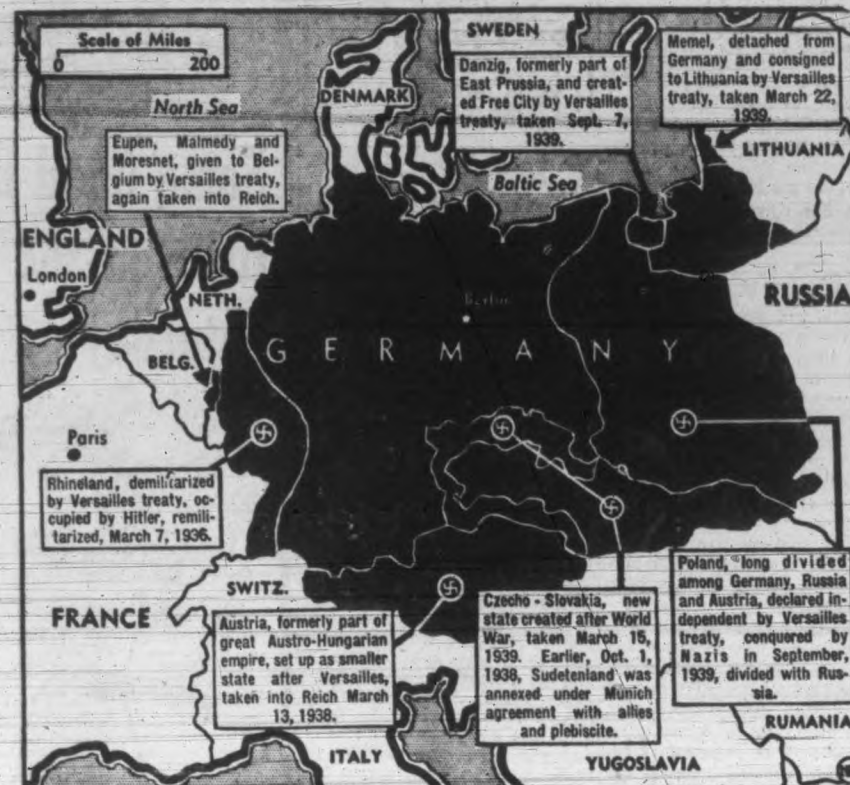 Scale of Miles
0 200
SWEDEN
DENMARK
North Sea
Danzig, formerly part of
East Prussia, and creat-
ed Free City by Versailles
treaty, taken Sept. 7,
1939.
Memel, detached from
Germany and consigned
to Lithuania by Versailles
treaty, taken March 22,
1939.
LITHUANIA
Eupen, Malmedy and
Moresnet, given to Bel-
gium by Versailles treaty,
again taken into Reich.
Baltic Sea
ENGLAND
London
NETH.
Berlin
RUSSIA
BELG.
GERMANY
Paris
Rhineland, demilitarized
by Versailles treaty, oc-
cupied by Hitler, remili-
tarized, March 7, 1936.
SWITZ.
FRANCE
Austria, formerly part of
great Austro-Hungarian
empire, set up as smaller
state after Versailles,
taken into Reich March
13, 1938.
Czecho-Slovakia, new
state created after World
War, taken March 15,
1939. Earlier, Oct. 1,
1938, Sudetenland was
annexed under Munich
agreement with allies
and plebiscite.
Poland, long divided
among Germany, Russia
and Austria, declared in-
dependent by Versailles
treaty, conquered by
Nazis in September,
1939, divided with Rus-
sia.
RUMANIA
ITALY
YUGOSLAVIA